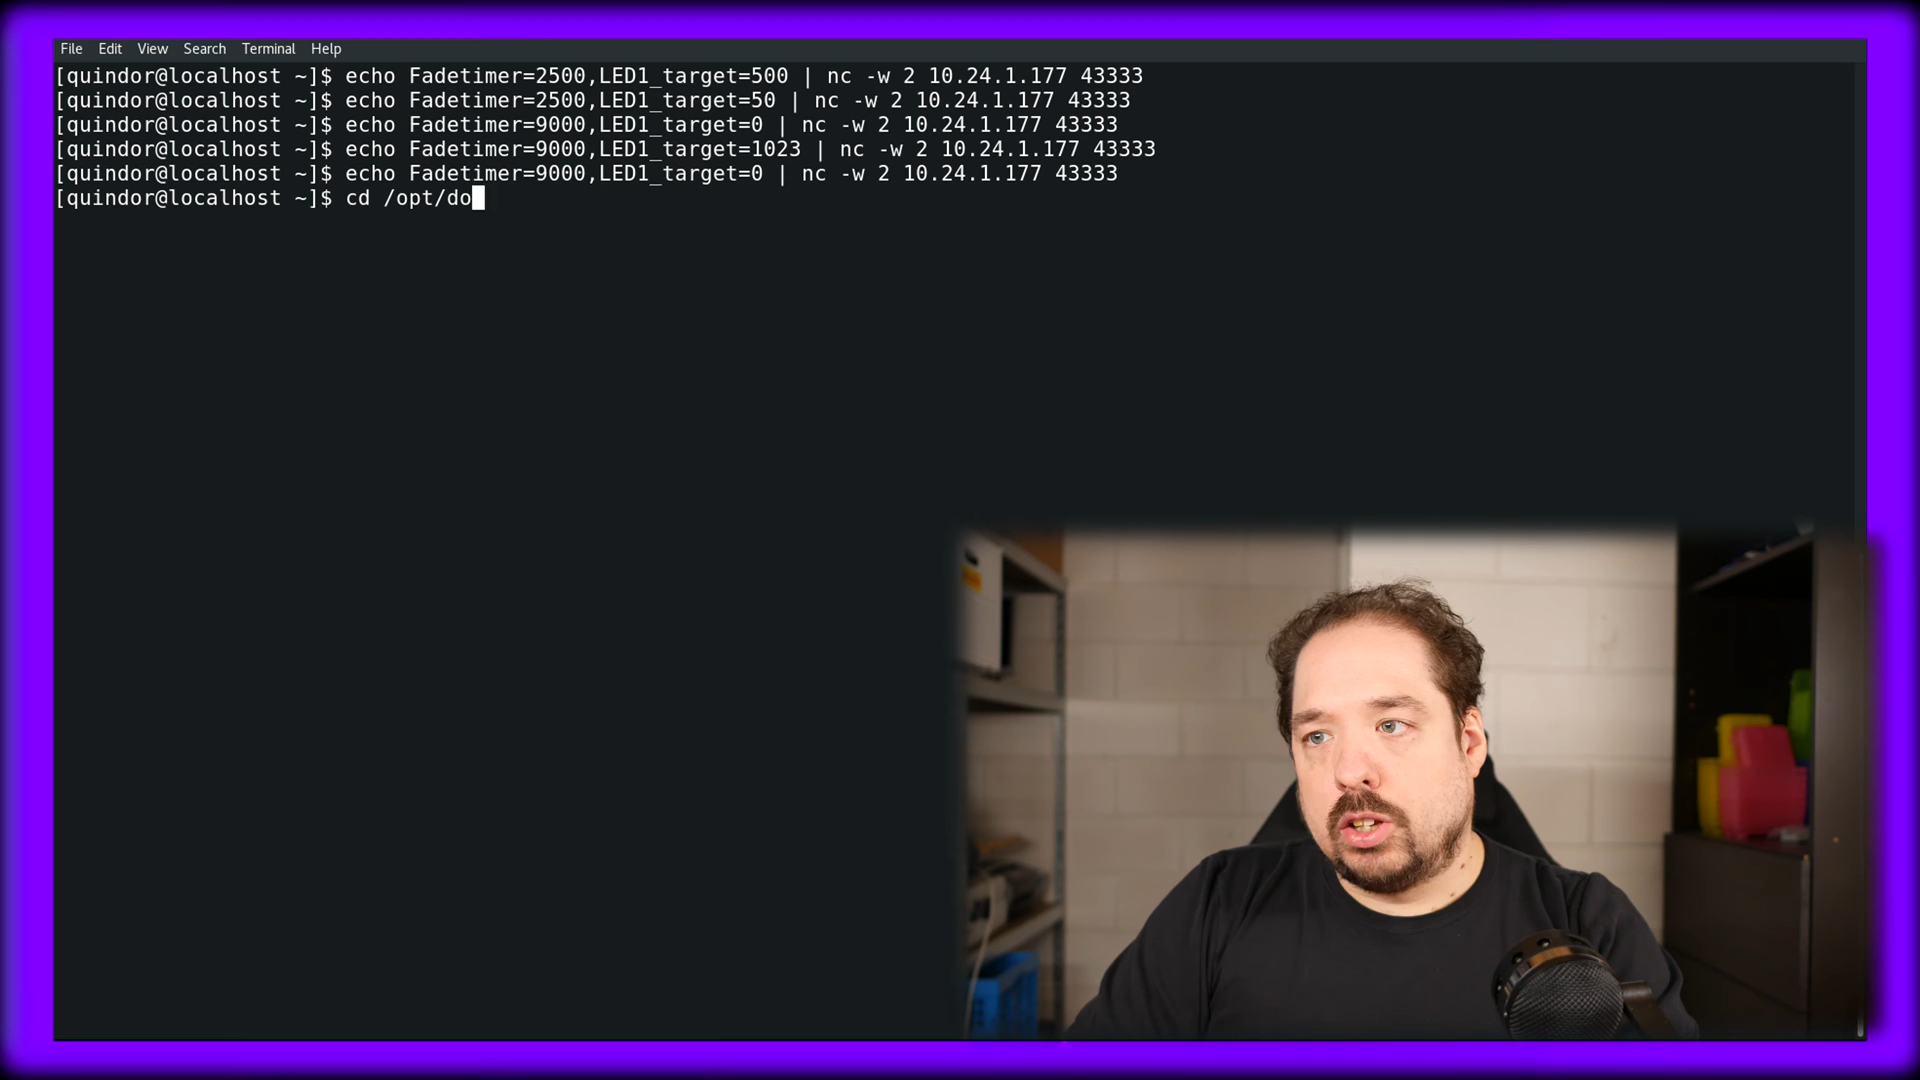 File Edit View Search Terminal Help
[quindor@localhost ~]$ echo Fadetimer=2500,LED1_target=500 | nc -w 2 10.24.1.177 43333
[quindor@localhost ~]$ echo Fadetimer=2500,LED1_target=50 | nc -w 2 10.24.1.177 43333
[quindor@localhost ~]$ echo Fadetimer=9000,LED1_target=0 | nc -w 2 10.24.1.177 43333
[quindor@localhost ~]$ echo Fadetimer=9000,LED1_target=1023 | nc -w 2 10.24.1.177 43333
[quindor@localhost ~]$ echo Fadetimer=9000,LED1_target=0 | nc -w 2 10.24.1.177 43333
[quindor@localhost ~]$ cd /opt/do